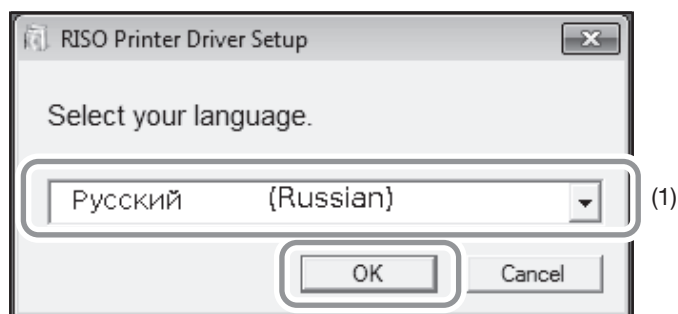 RISO Printer Driver Setup
Select your language.
Русский {Russian}
(1)
OK Cancel